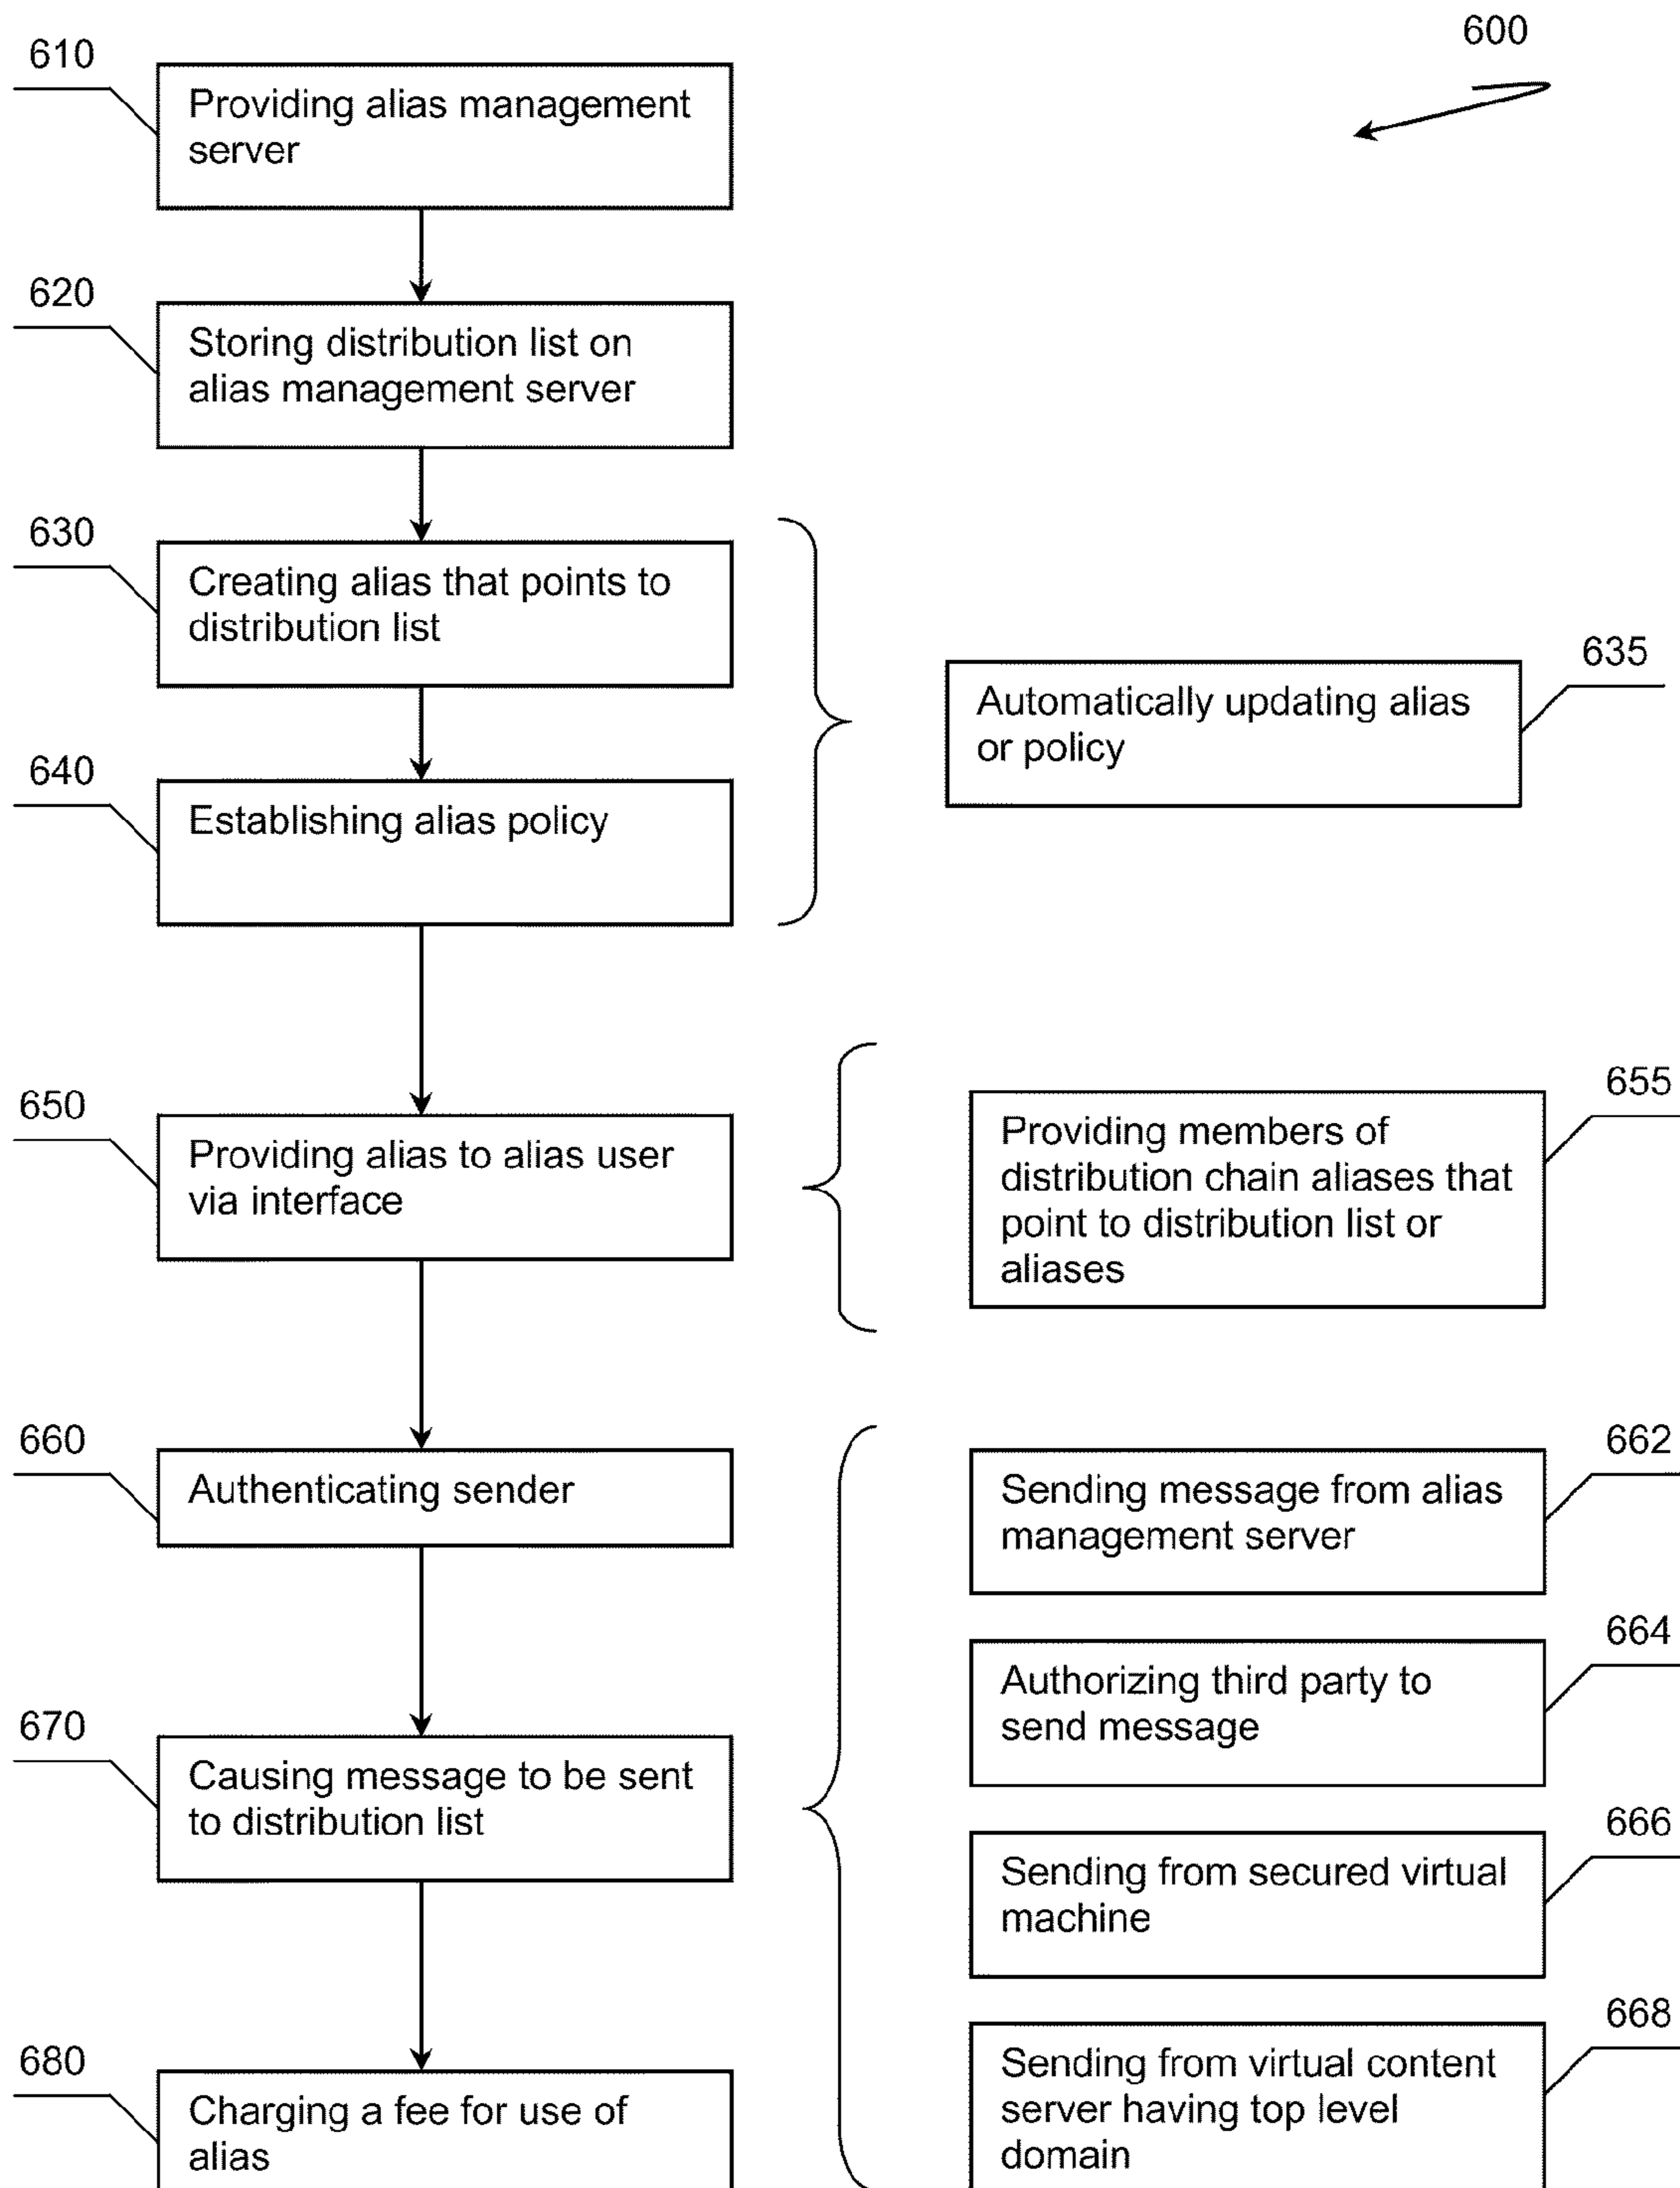 600
610
Providing alias management
server
620
Storing distribution list on
alias management server
630
Creating alias that points to
distribution list
635
Automatically updating alias
or policy
640
Establishing alias policy
650
Providing alias to alias user
via interface
655
Providing members of
distribution chain aliases that
point to distribution list or
aliases
660
Authenticating sender
662
Sending message from alias
management server
664
Authorizing third party to
send message
670
Causing message to be sent
to distribution list
666
Sending from secured virtual
machine
668
Sending from virtual content
server having top level
domain
680
Charging a fee for use of
alias